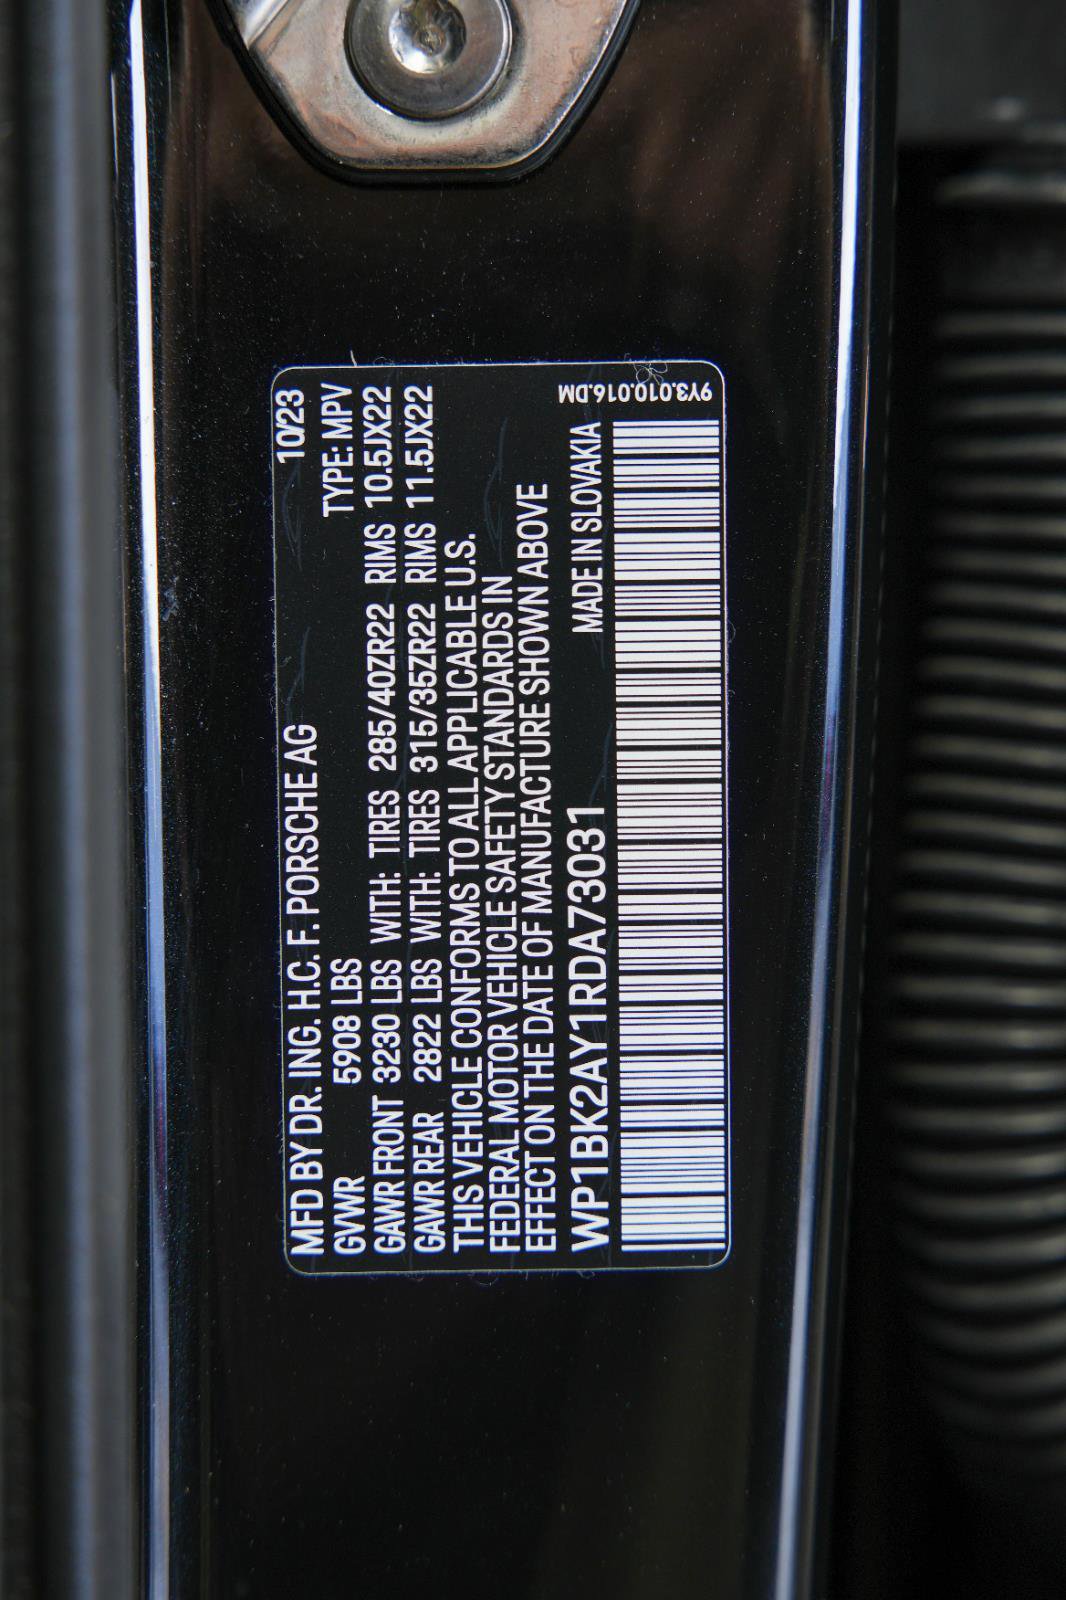 10/23
MFD BY DR. ING. H.C. F. PORSCHE AG
GVWR 5908 LBS TYPE: MPV
GAWR FRONT 3230 LBS WITH: TIRES 285/40ZR22 RIMS 10.5JX22
GAWR REAR 2822 LBS WITH: TIRES 315/35ZR22 RIMS 11.5JX22
THIS VEHICLE CONFORMS TO ALL APPLICABLE U.S.
FEDERAL MOTOR VEHICLE SAFETY STANDARDS IN
EFFECT ON THE DATE OF MANUFACTURE SHOWN ABOVE
WP1BK2AY1RDA73031 MADE IN SLOVAKIA
9Y3.010.016.DM